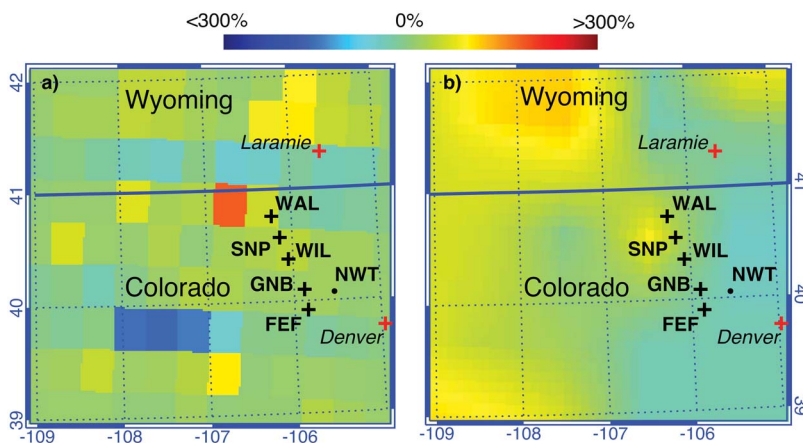 <300% 0% >300%
a) b)
42
Wyoming Wyoming
Laramie Laramie
41 41
WAL WAL
SNP WIL SNP WIL
GNB NWT GNB NWT
Colorado Colorado
40 40
FEF FEF
Denver Denver
39 39
-109 -108 -107 -106 -109 -108 -107 -106